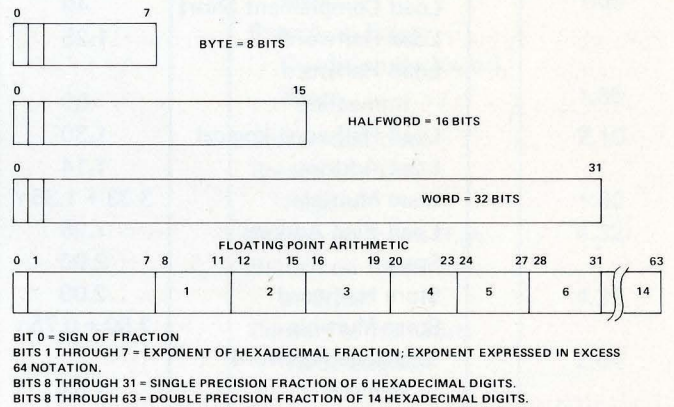 0 7
BYTE = 8 BITS
0 15
HALFWORD = 16 BITS
0 31
WORD = 32 BITS
FLOATING POINT ARITHMETIC
0 1 7 8 11 12 15 16 19 20 23 24 27 28 31 63
1 2 3 4 5 6 14
BIT 0 = SIGN OF FRACTION
BITS 1 THROUGH 7 = EXPONENT OF HEXADECIMAL FRACTION; EXPONENT EXPRESSED IN EXCESS
64 NOTATION.
BITS 8 THROUGH 31 = SINGLE PRECISION FRACTION OF 6 HEXADECIMAL DIGITS.
BITS 8 THROUGH 63 = DOUBLE PRECISION FRACTION OF 14 HEXADECIMAL DIGITS.